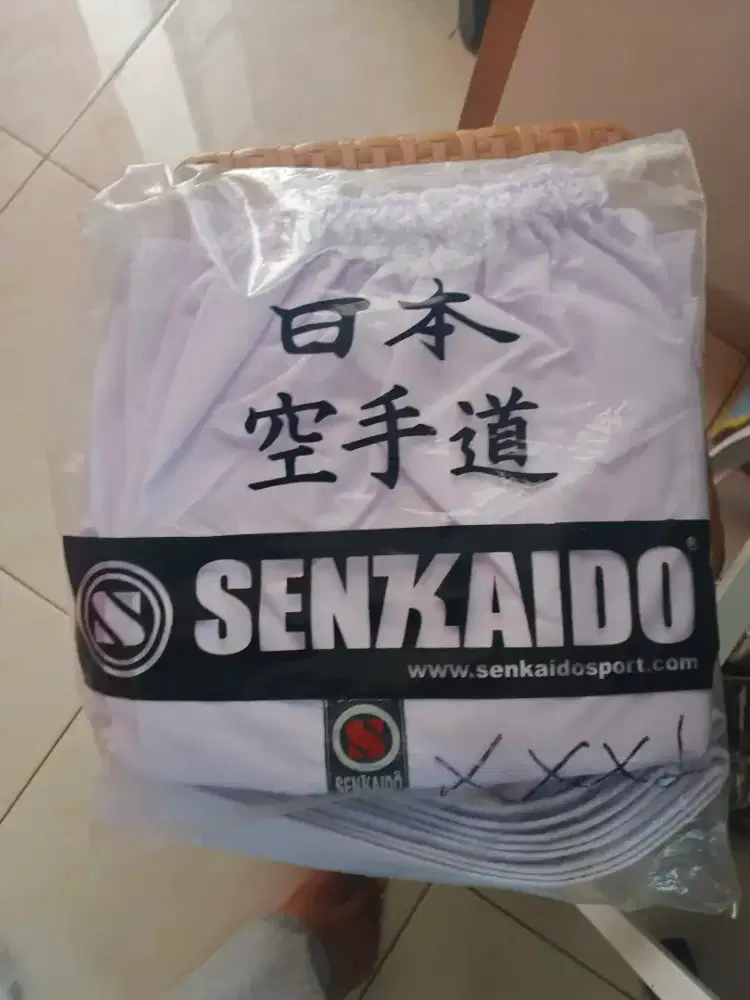 日本
空手道
SENKAIDO®
www.senkaidosport.com
SENKAIDO
XXXL